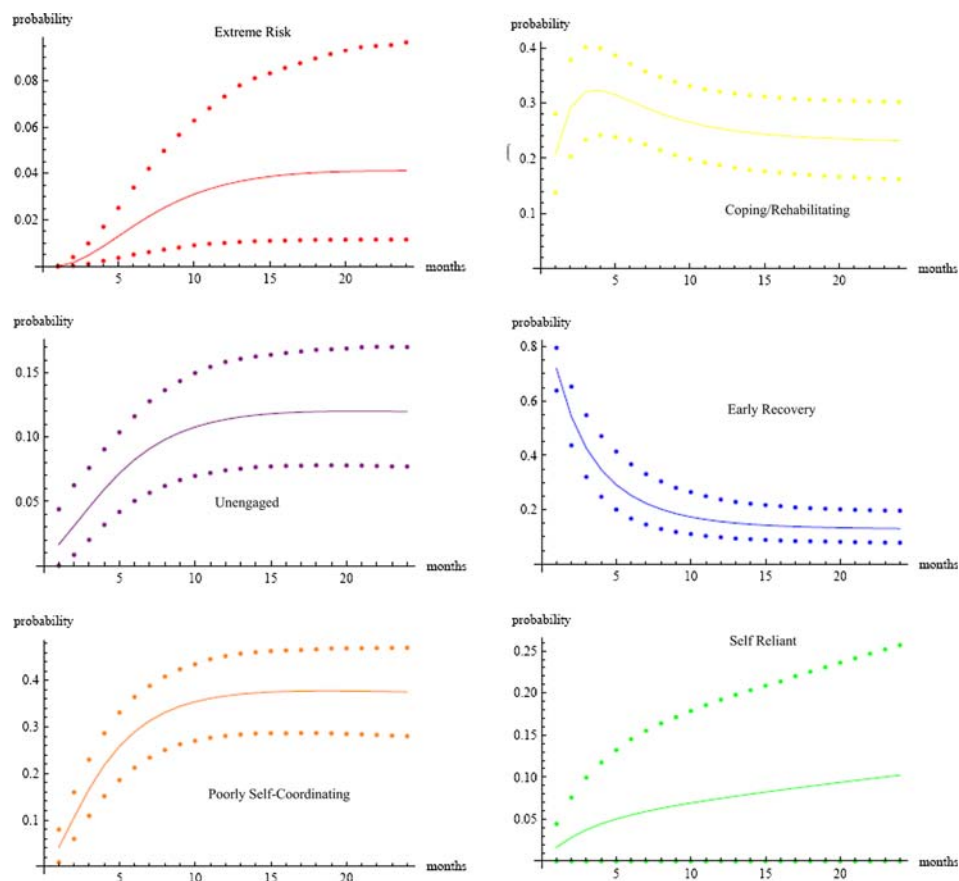 probability
Extreme Risk
0.08
0.06
0.04
0.02
5
10
15
20
months
probability
0.4
0.3
0.2
0.1
Coping/Rehabilitating
5
10
15
20
months
probability
0.15
0.10
0.05
Unengaged
5
10
15
20
months
probability
0.8
0.6
0.4
0.2
Early Recovery
5
10
15
20
months
probability
0.4
0.3
0.2
0.1
Poorly Self-Coordinating
5
10
15
20
months
probability
Self Reliant
0.25
0.20
0.15
0.10
0.05
0.00
5
10
15
20
months